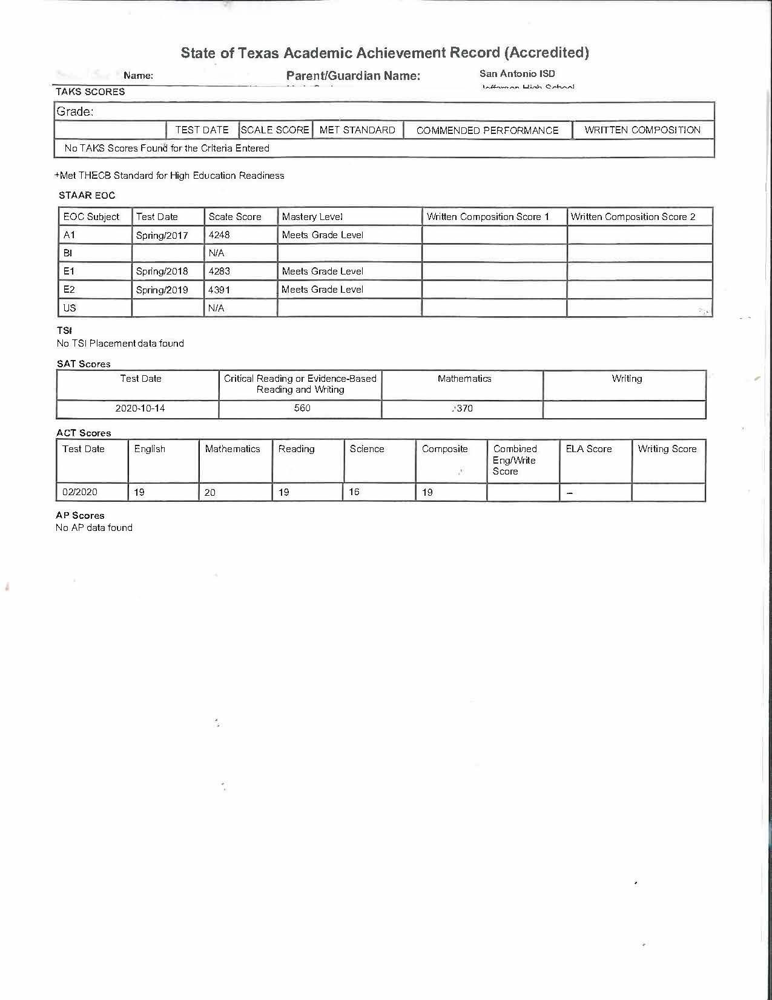 State of Texas Academic Achievement Record (Accredited)
Name: Parent/Guardian Name: San Antonio ISD
High School
TAKS SCORES
Grade:
TEST DATE SCALE SCORE MET STANDARD COMMENDED PERFORMANCE WRITTEN COMPOSITION
No TAKS Scores Found for the Criteria Entered
+Met THECB Standard for High Education Readiness
STAAR EOC
EOC Subject Test Date Scale Score Mastery Level Written Composition Score 1 Written Composition Score 2
A1 Spring/2017 4248 Meets Grade Level
BI N/A
E1 Spring/2018 4283 Meets Grade Level
E2 Spring/2019 4391 Meets Grade Level
US N/A
TSI
No TSI Placement data found
SAT Scores
Test Date Critical Reading or Evidence-Based Mathematics Writing
Reading and Writing
2020-10-14 560 370
ACT Scores
Test Date English Mathematics Reading Science Composite Combined ELA Score Writing Score
Eng/Write
Score
02/2020 19 20 19 16 19 –
AP Scores
No AP data found